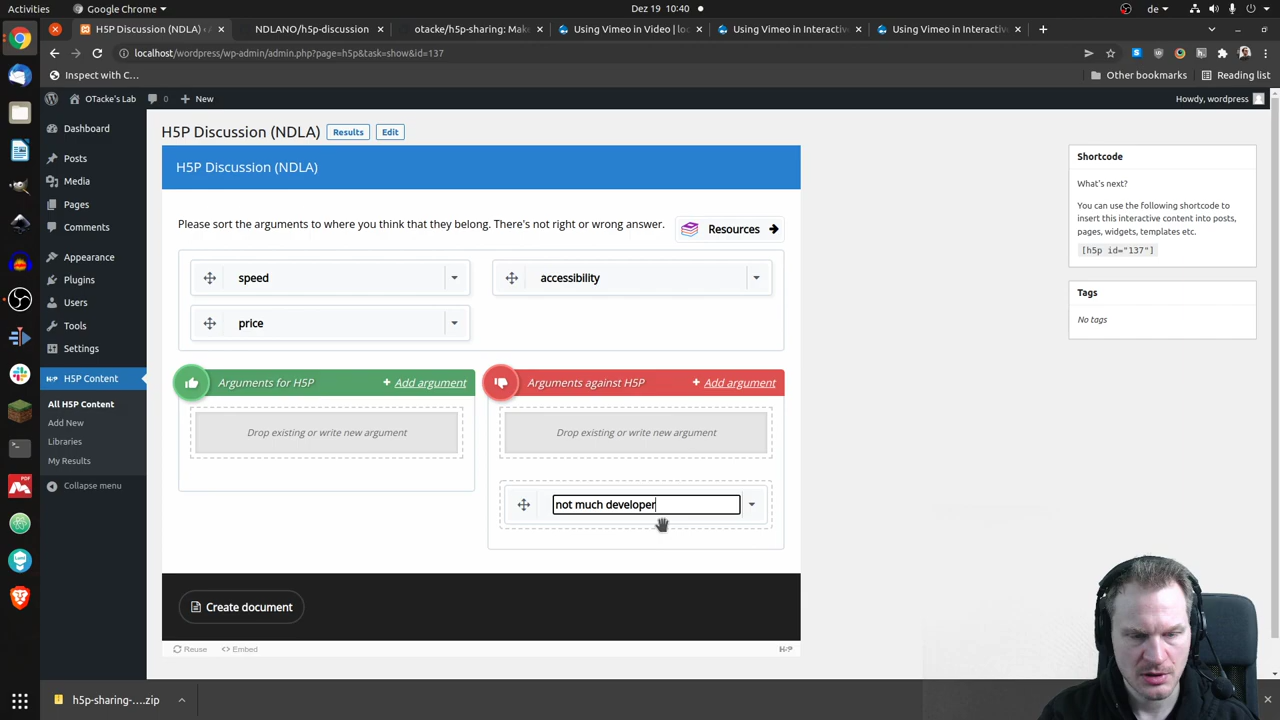 Activities
Google Chrome
Dez 19 10:40
de
H5P Discussion (NDLA)
NDLANO/h5p-discussion
otacke/h5p-sharing: Mak
Using Vimeo in Video | loc
Using Vimeo in Interactiv
Using Vimeo in Interactiv
localhost/wordpress/wp-admin/admin.php?page=h5p&task=show&id=137
Inspect with C...
Other bookmarks
Reading list
OTacke's Lab
0
New
Howdy, wordpress
Dashboard
Posts
Media
Pages
Comments
Appearance
Plugins
Users
Tools
Settings
H5P Content
All H5P Content
Add New
Libraries
My Results
Collapse menu
H5P Discussion (NDLA)
Results
Edit
H5P Discussion (NDLA)
Please sort the arguments to where you think that they belong. There's not right or wrong answer.
Resources
speed
accessibility
price
Arguments for H5P
+ Add argument
Arguments against H5P
+ Add argument
Drop existing or write new argument
Drop existing or write new argument
not much developer
Create document
Reuse
<> Embed
H5P
Shortcode
What's next?
You can use the following shortcode to
insert this interactive content into posts,
pages, widgets, templates etc.
[h5p id="137"]
Tags
No tags
h5p-sharing-....zip